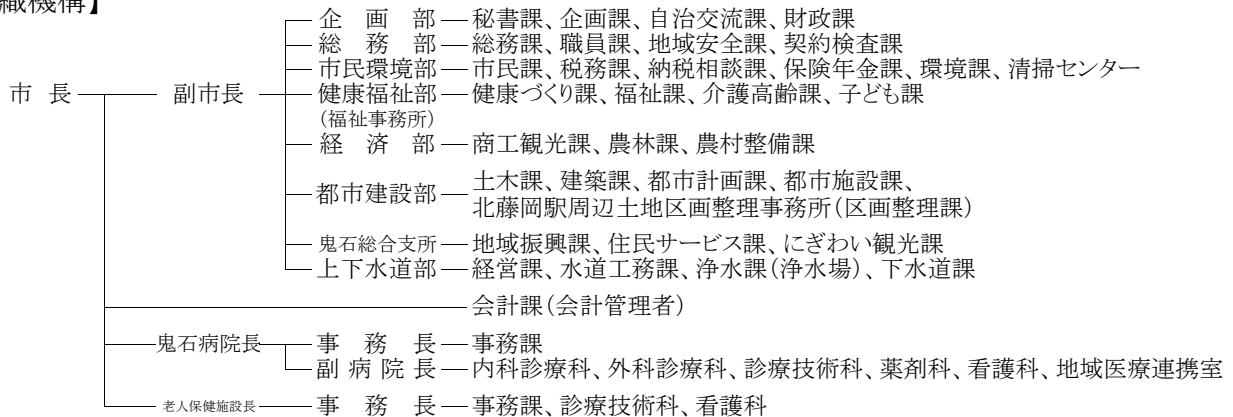 織機構】
企画部 秘書課、企画課、自治交流課、財政課
総務部 総務課、職員課、地域安全課、契約検査課
市民環境部 市民課、税務課、納税相談課、保険年金課、環境課、清掃センター
市長 副市長 健康福祉部 健康づくり課、福祉課、介護高齢課、子ども課
(福祉事務所)
経済部 商工観光課、農林課、農村整備課
都市建設部 土木課、建築課、都市計画課、都市施設課、
北藤岡駅周辺土地区画整理事務所(区画整理課)
鬼石総合支所 地域振興課、住民サービス課、にぎわい観光課
上下水道部 経営課、水道工務課、浄水課(浄水場)、下水道課
会計課(会計管理者)
鬼石病院長 事務長 事務課
副病院長 内科診療科、外科診療科、診療技術科、薬剤科、看護科、地域医療連携室
老人保健施設長 事務長 事務課、診療技術科、看護科